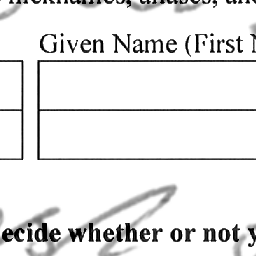 nicknames, aliases, and
Given Name (First
ecide whether or not y